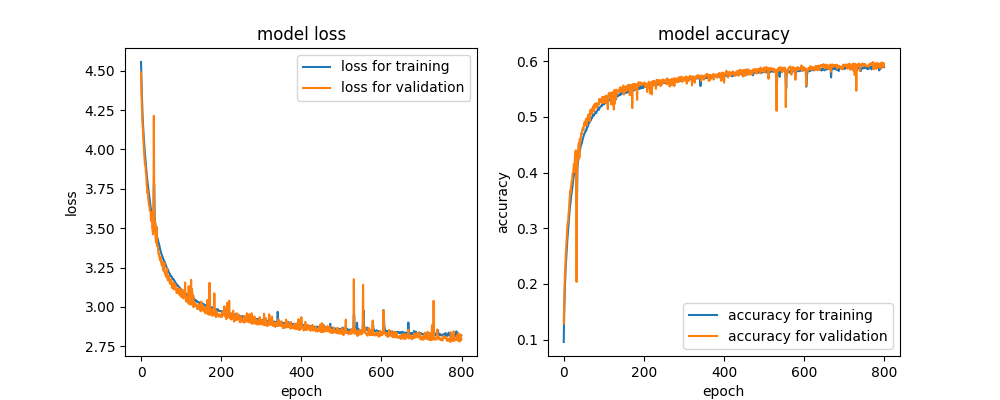 model loss
4.50
4.25
4.00
3.75
3.50
3.25
3.00
2.75
loss
0 200 400 600 800
epoch
loss for training
loss for validation
model accuracy
0.6
0.5
0.4
0.3
0.2
0.1
accuracy
0 200 400 600 800
epoch
accuracy for training
accuracy for validation